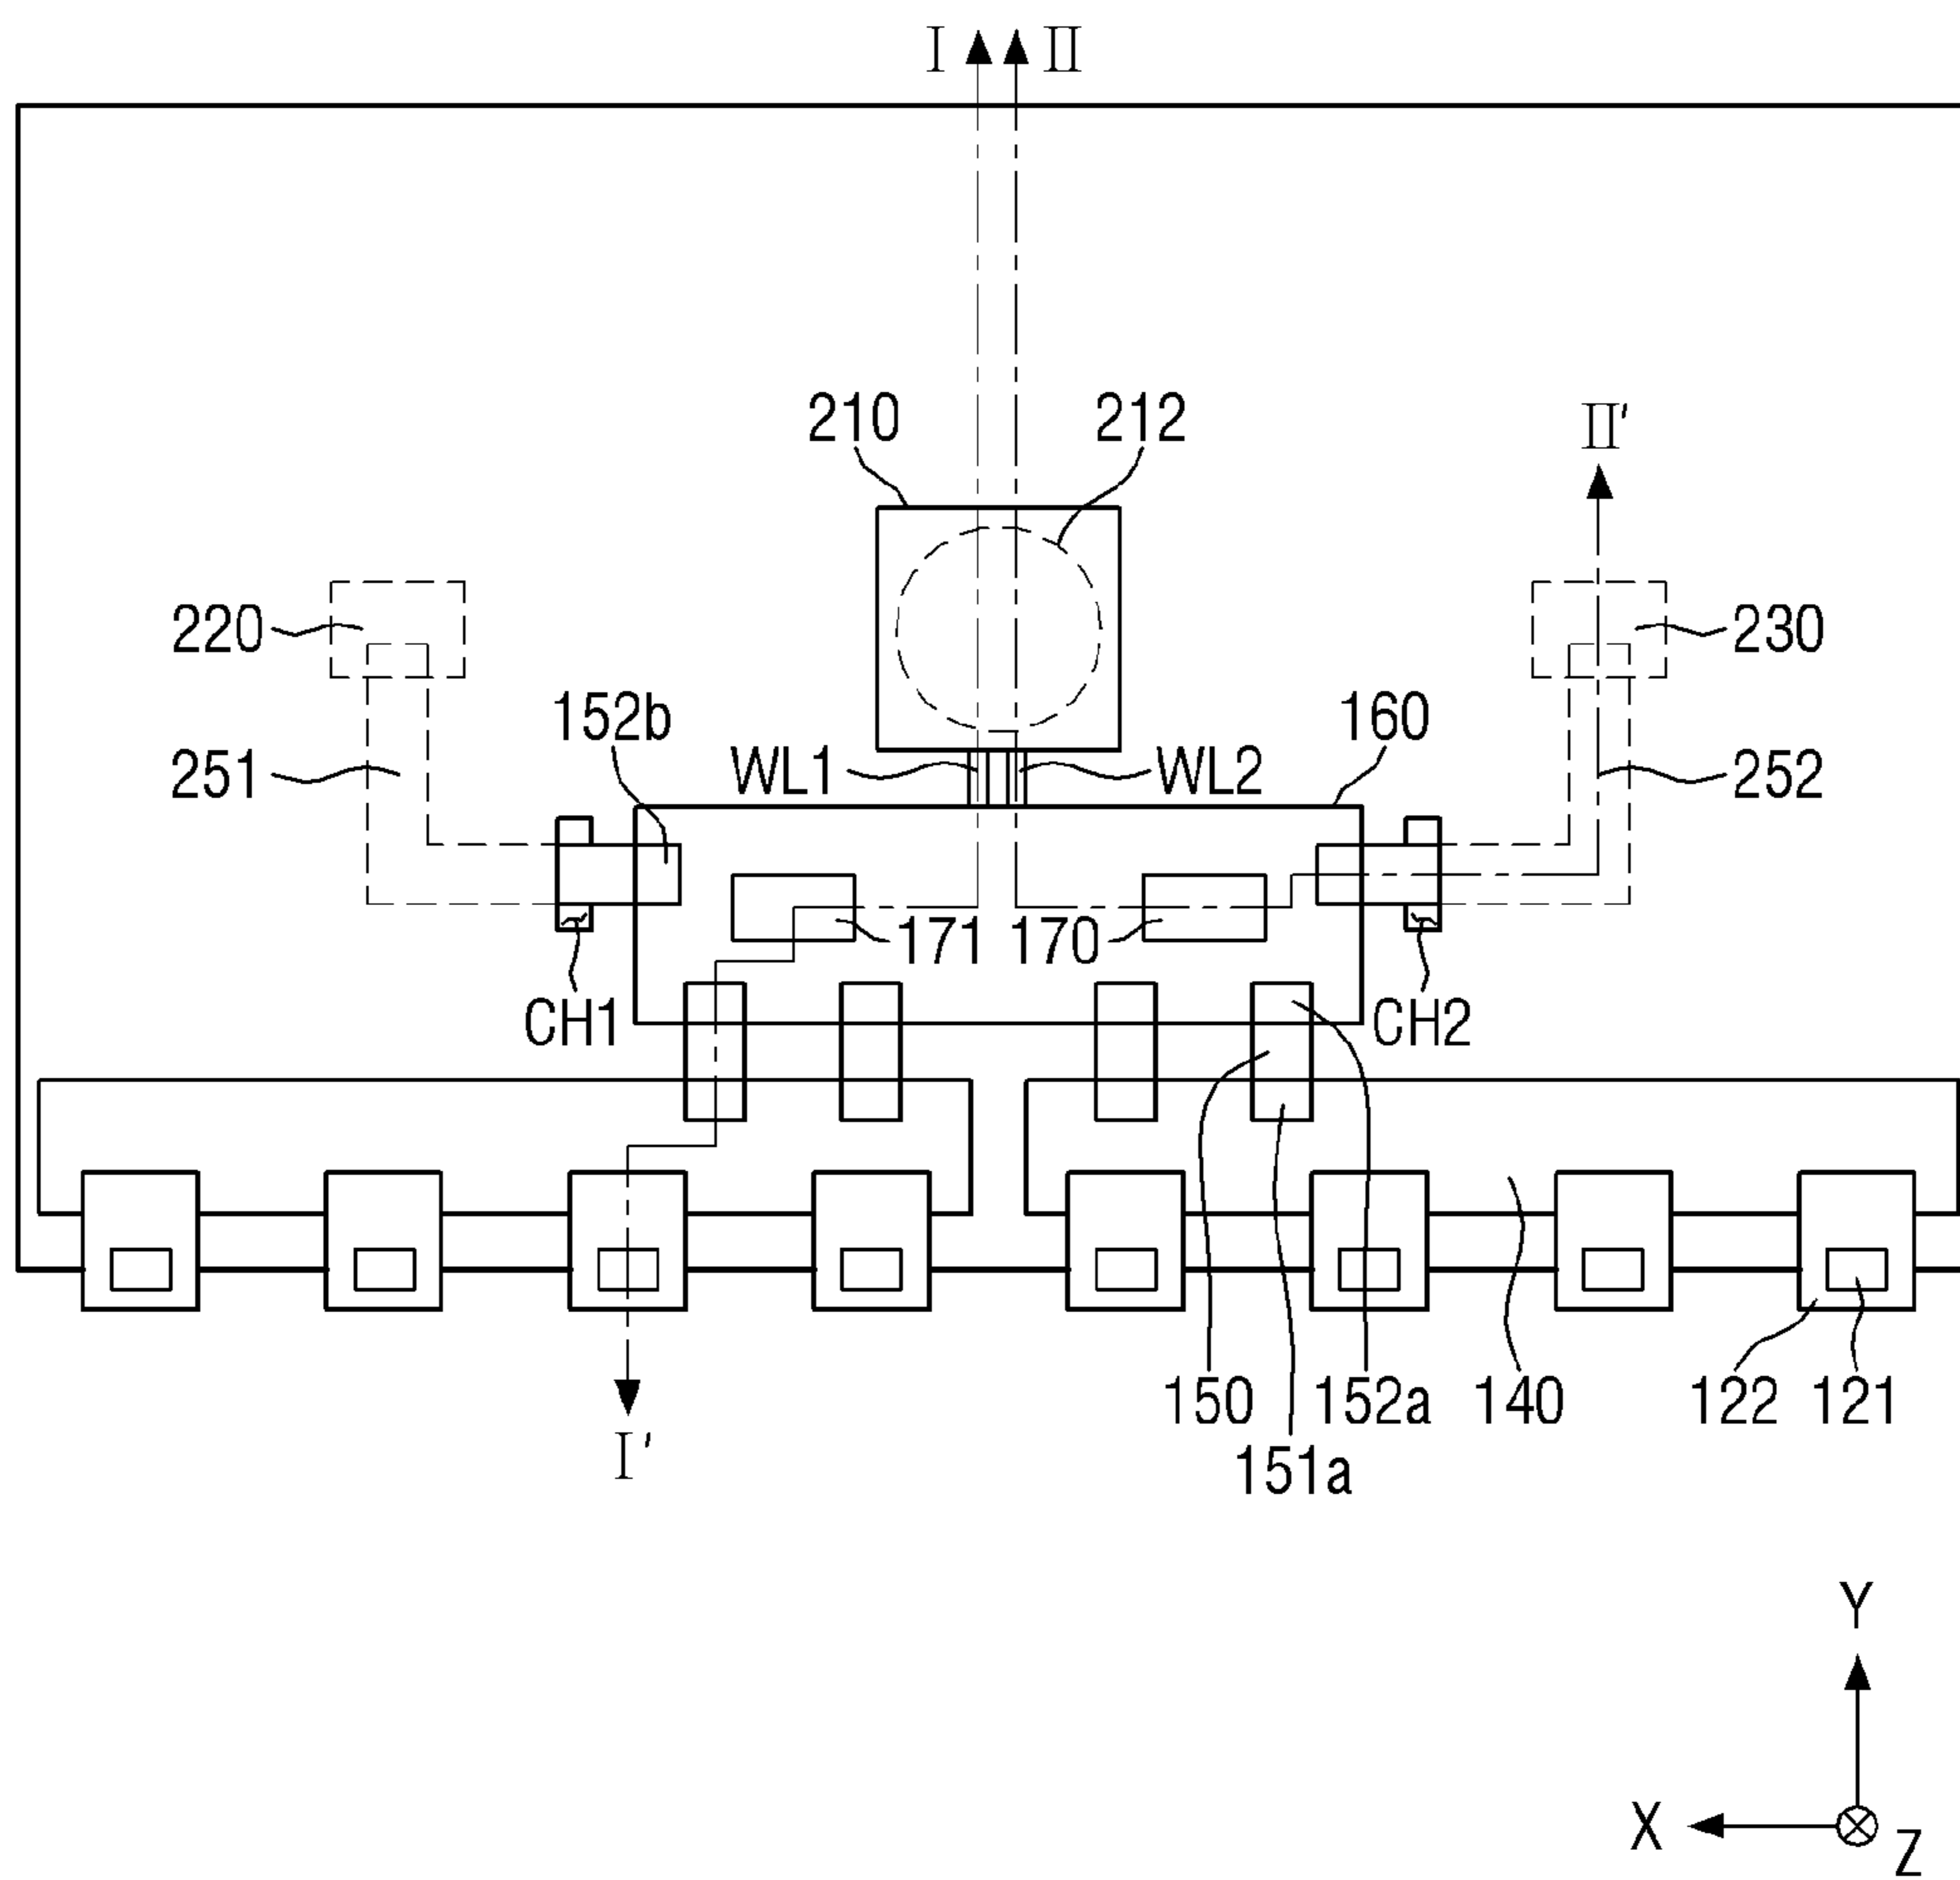 I II
II'
210 212
220 230
152b 160
251 WL1 WL2 252
171 170
CH1 CH2
150 152a 140 122 121
I'
151a
Y
X
Z